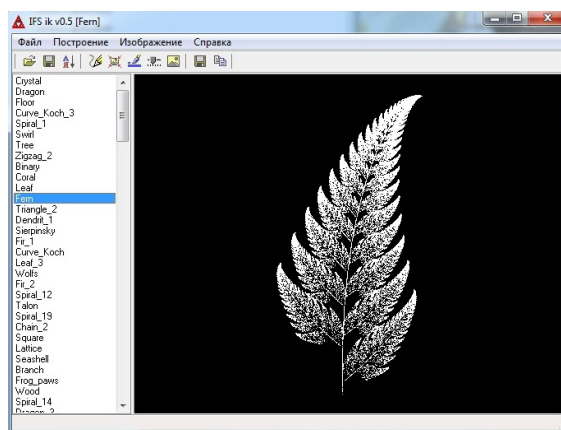 IFS ik v0.5 [Fern]
Файл Построение Изображение Справка
Crystal
Dragon
Floor
Curve_Koch_3
Spiral_1
Swirl
Tree
Zigzag_2
Binary
Coral
Leaf
Fern
Triangle_2
Dendrit_1
Sierpinsky
Fir_1
Curve_Koch
Leaf_3
Wolfs
Fir_2
Spiral_12
Talon
Spiral_19
Chain_2
Square
Lattice
Seashell
Branch
Frog_paws
Wood
Spiral_14